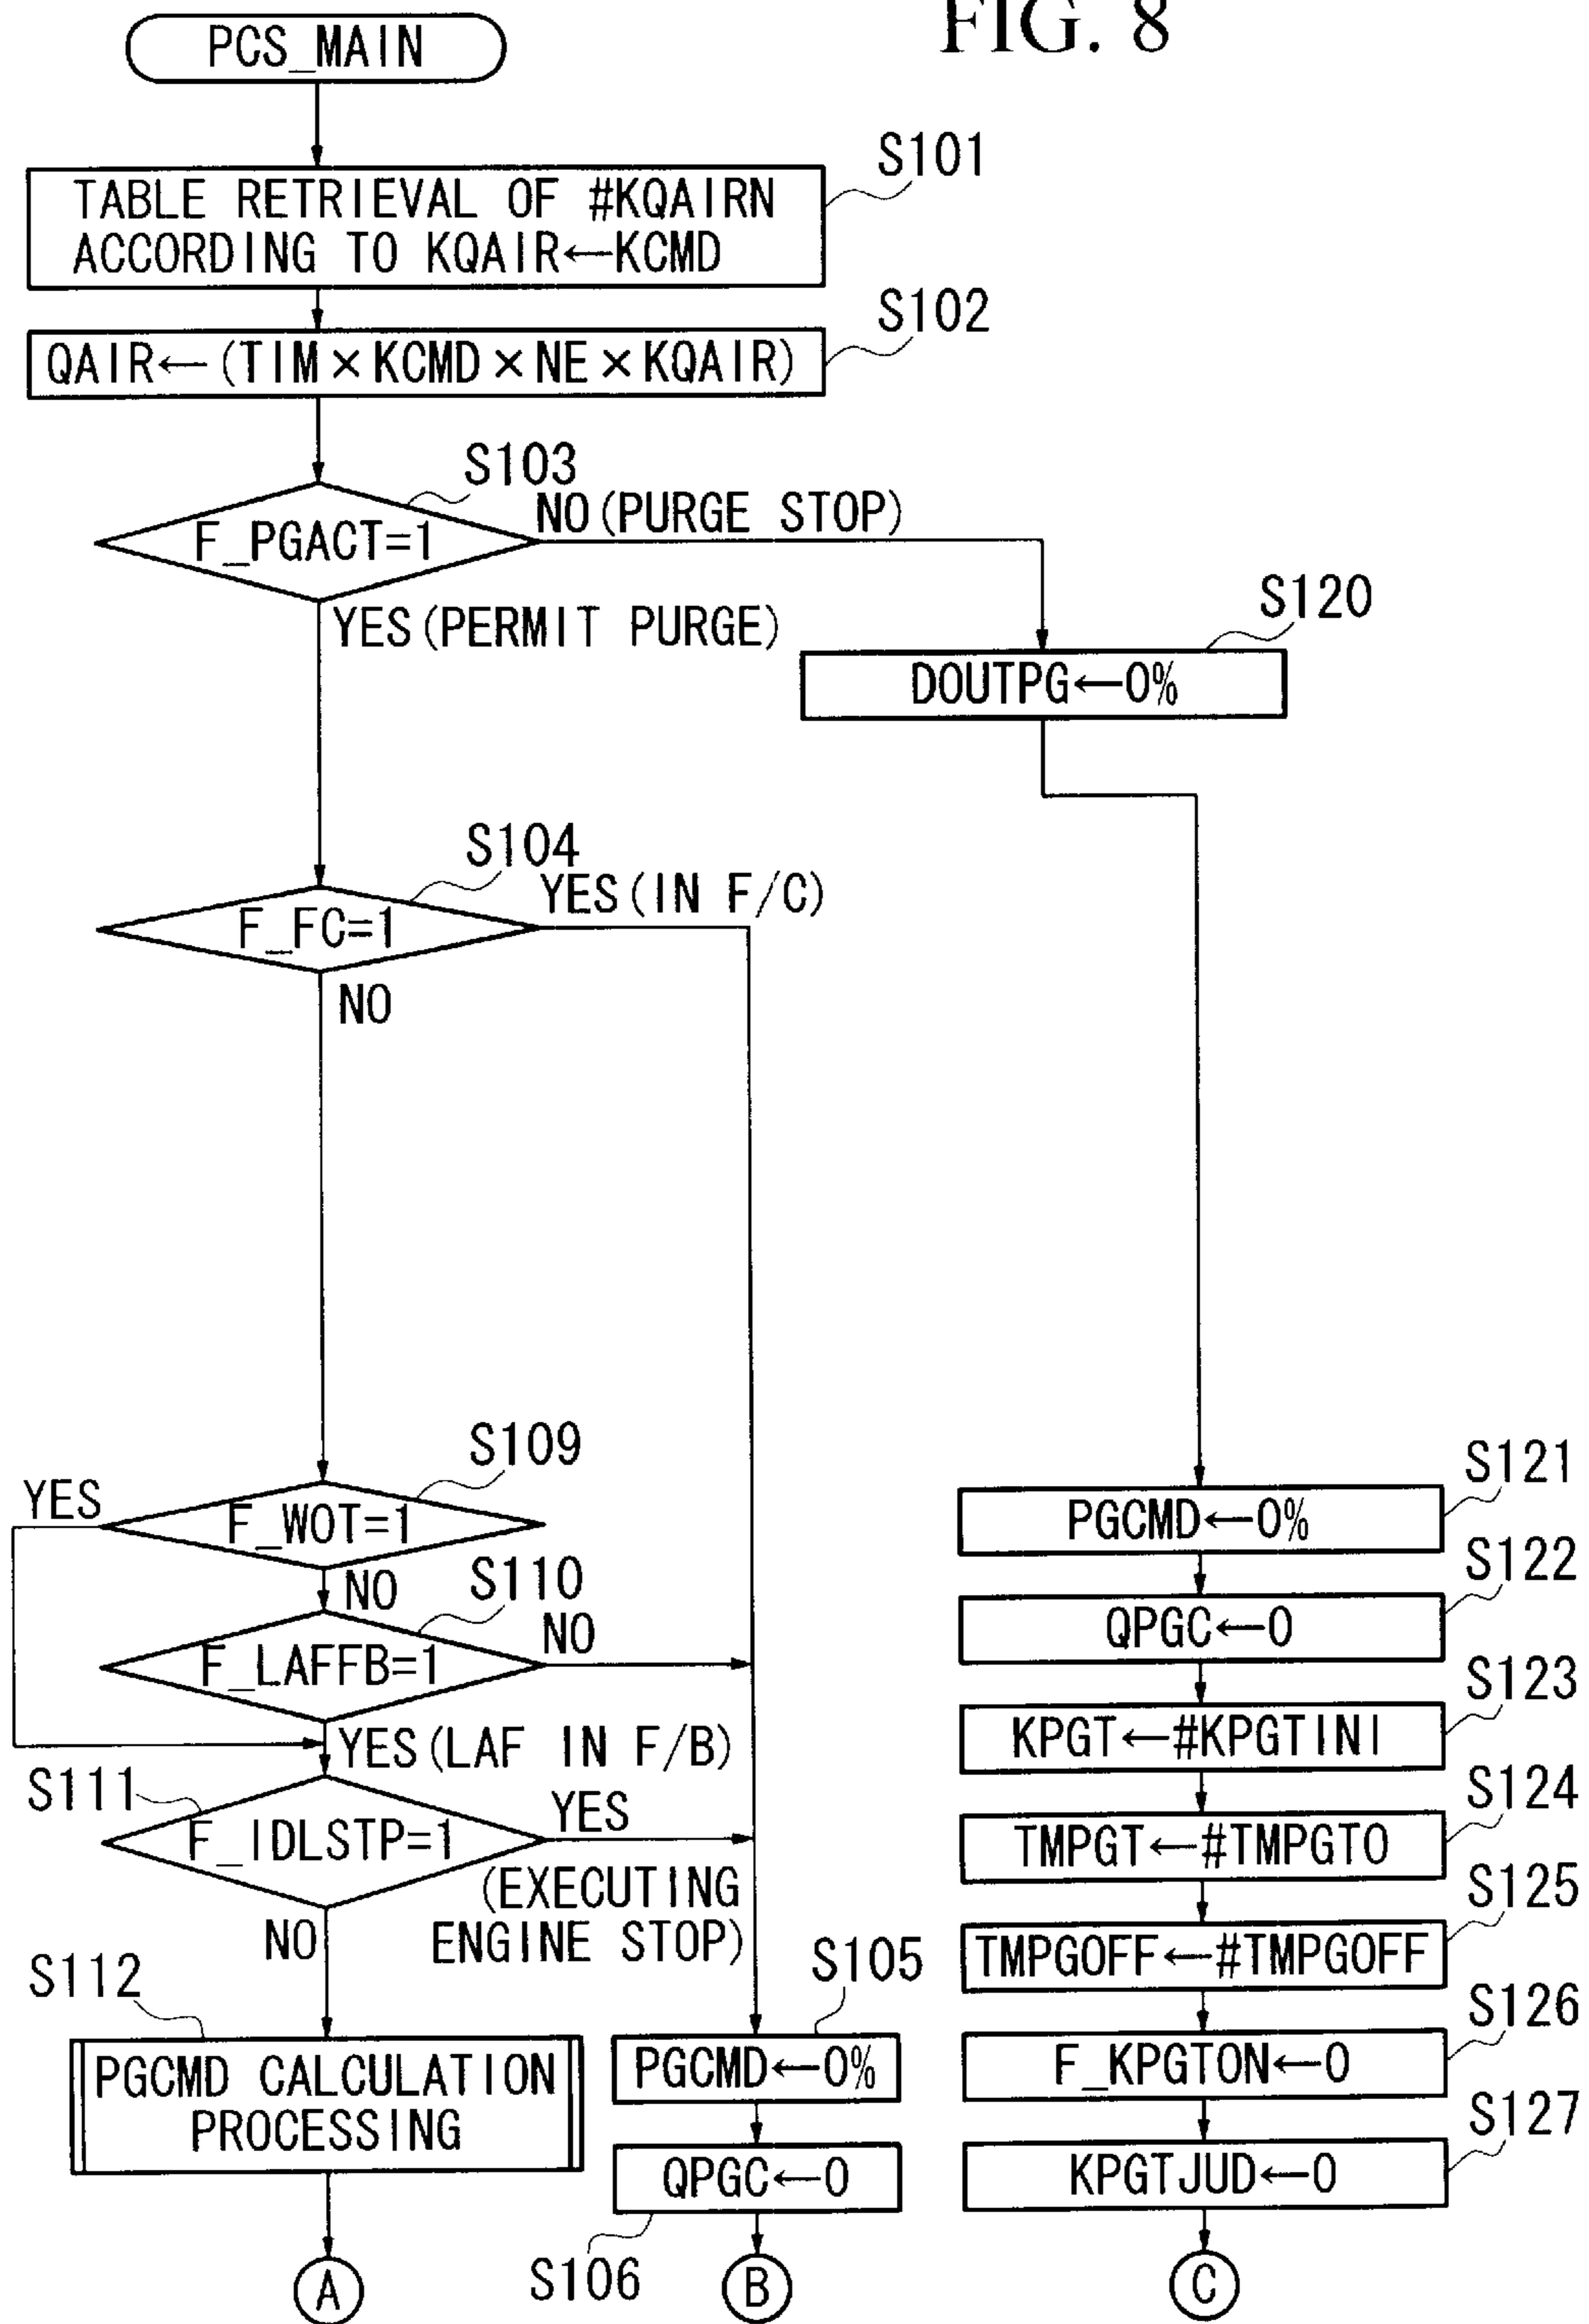 FIG. 8
PCS_MAIN
S101
TABLE RETRIEVAL OF #KQAIRN
ACCORDING TO KQAIR←KCMD
S102
QAIR←(TIM×KCMD×NE×KQAIR)
S103
F_PGACT=1
NO(PURGE STOP)
YES(PERMIT PURGE)
S120
DOUTPG←0%
S104
F_FC=1
YES(IN F/C)
NO
S109
F_WOT=1
YES
NO
S110
F_LAFFB=1
NO
YES(LAF IN F/B)
S111
F_IDLSTP=1
YES
(EXECUTING
ENGINE STOP)
NO
S112
PGCMD CALCULATION
PROCESSING
A
S105
PGCMD←0%
QPGC←0
S106
B
S121
PGCMD←0%
S122
QPGC←0
S123
KPGT←#KPGTINI
S124
TMPGT←#TMPGT0
S125
TMPGOFF←#TMPGOFF
S126
F_KPGTON←0
S127
KPGTJUD←0
C